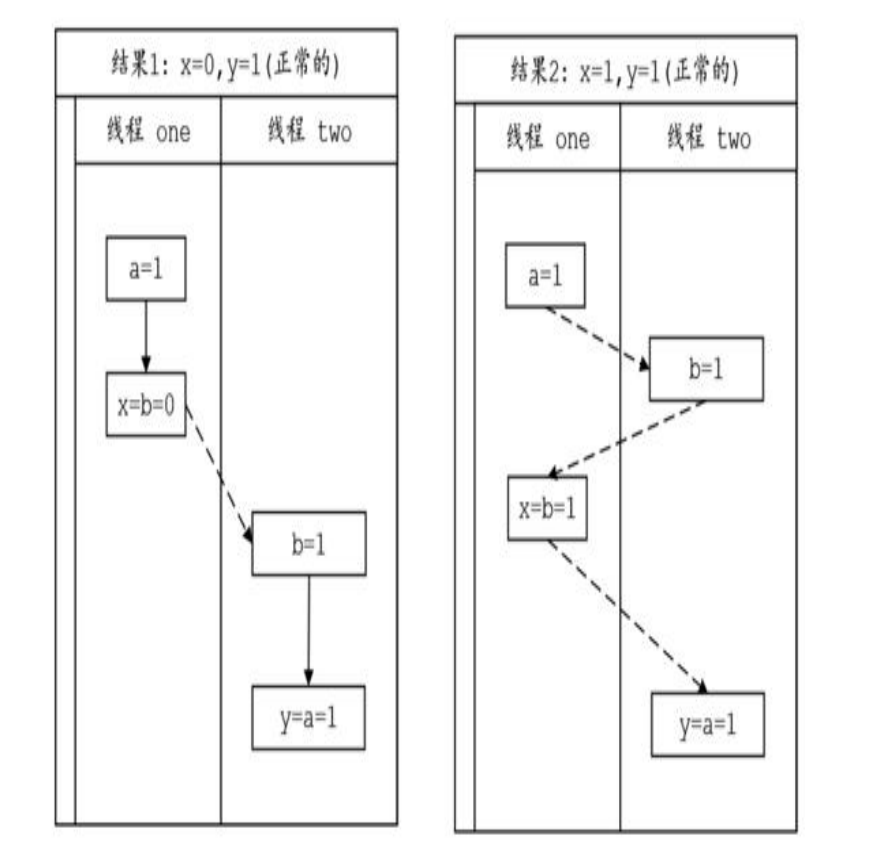 结果1: x=0,y=1(正常的)
线程 one
线程 two
a=1
x=b=0
b=1
y=a=1
结果2: x=1,y=1(正常的)
线程 one
线程 two
a=1
b=1
x=b=1
y=a=1